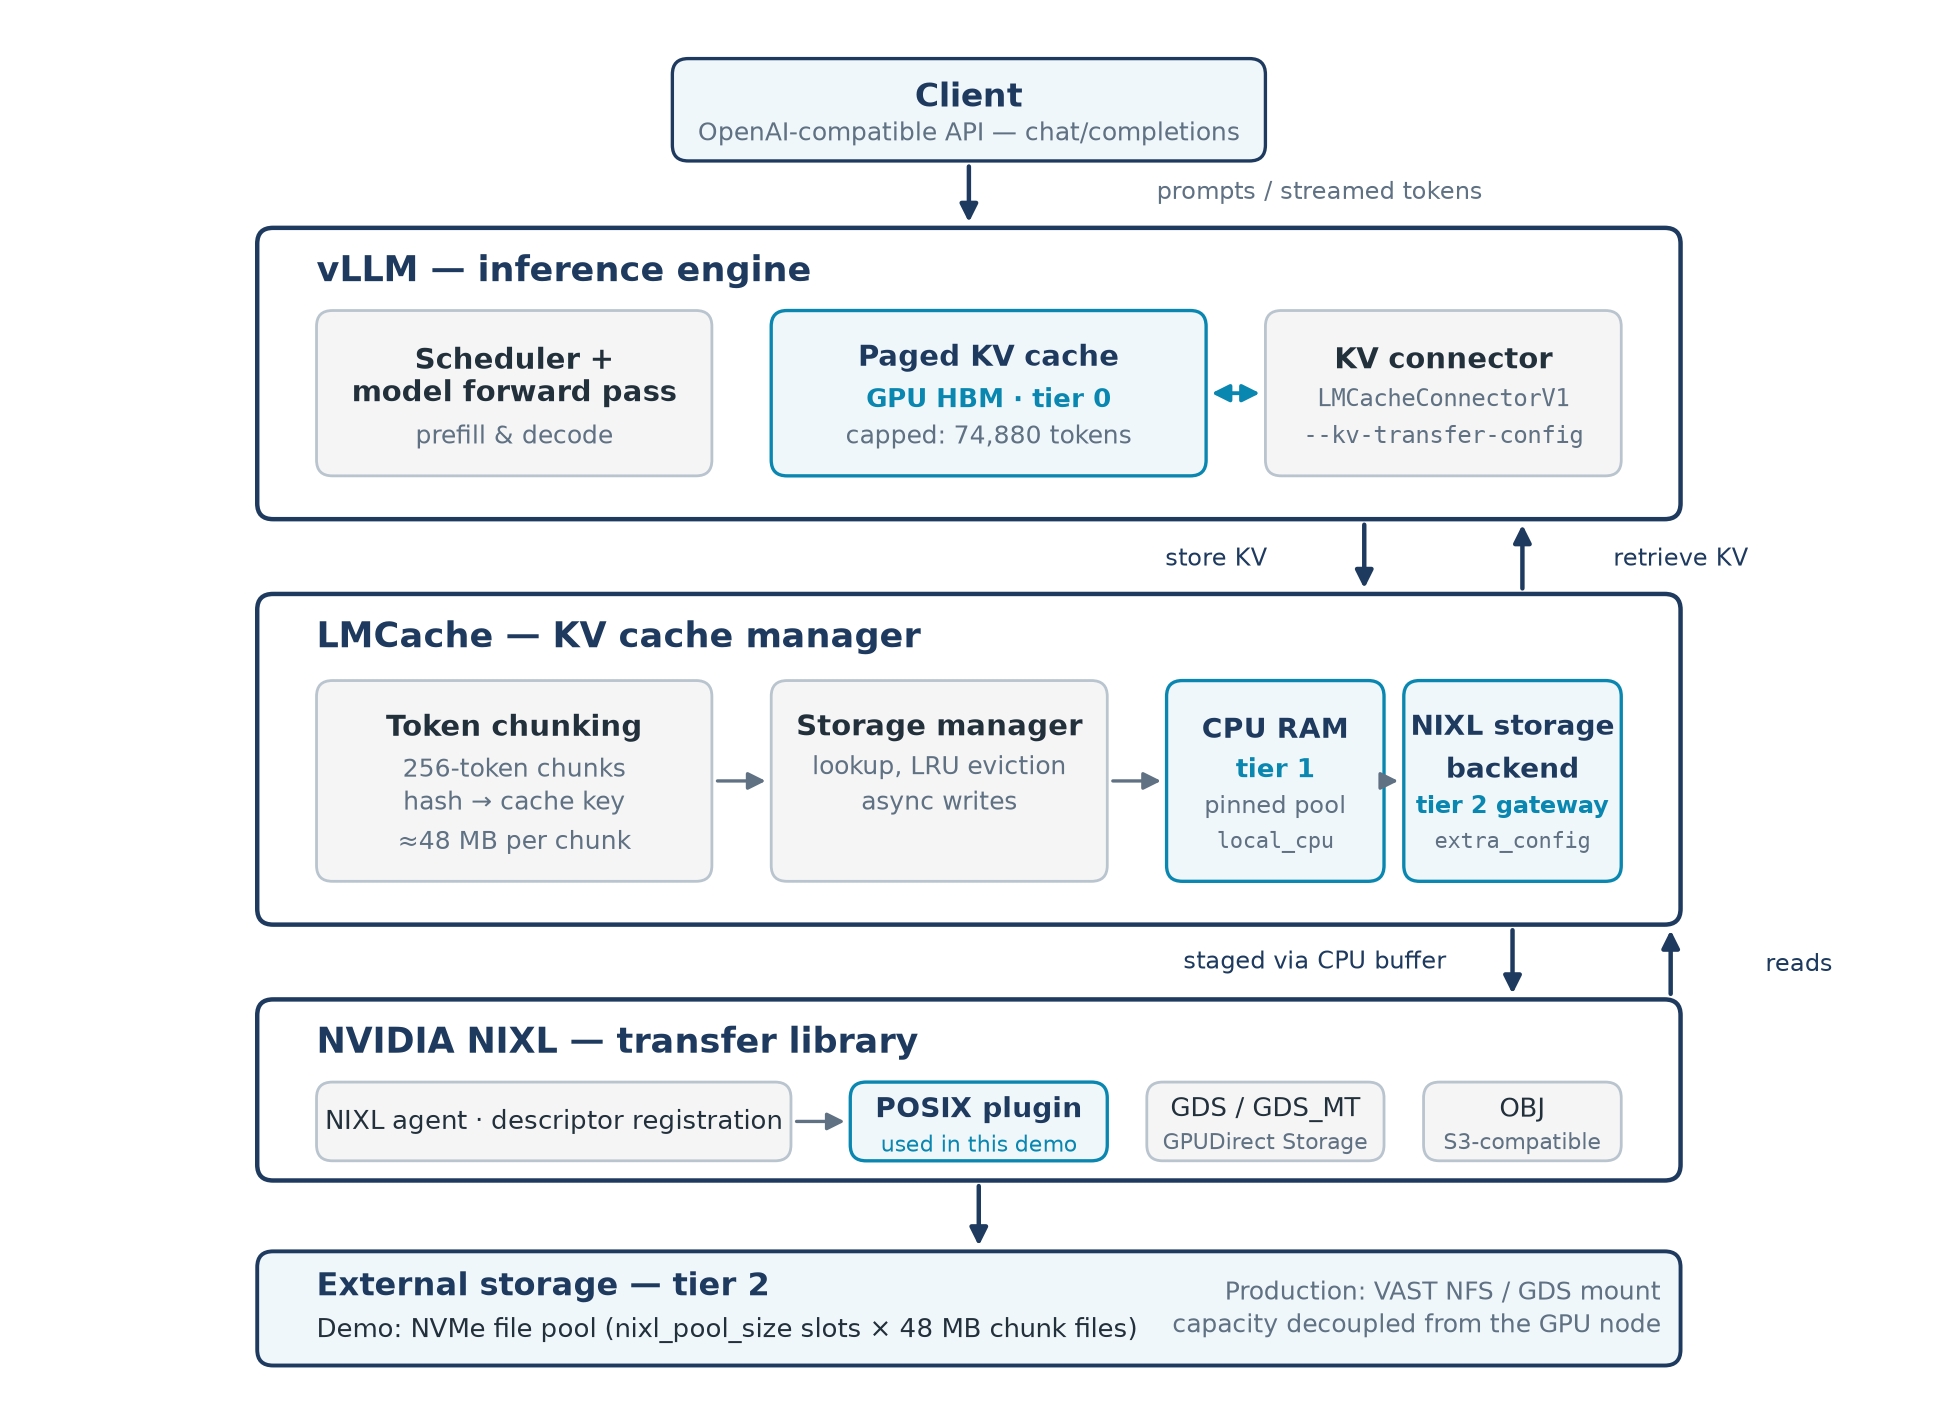 Client
OpenAI-compatible API — chat/completions
prompts / streamed tokens
vLLM — inference engine
Scheduler +
model forward pass
prefill & decode
Paged KV cache
GPU HBM · tier 0
capped: 74,880 tokens
KV connector
LMCacheConnectorV1
--kv-transfer-config
store KV
retrieve KV
LMCache — KV cache manager
Token chunking
256-token chunks
hash → cache key
≈48 MB per chunk
Storage manager
lookup, LRU eviction
async writes
CPU RAM
tier 1
pinned pool
local_cpu
NIXL storage
backend
tier 2 gateway
extra_config
staged via CPU buffer
reads
NVIDIA NIXL — transfer library
NIXL agent · descriptor registration
POSIX plugin
used in this demo
GDS / GDS_MT
GPUDirect Storage
OBJ
S3-compatible
External storage — tier 2
Demo: NVMe file pool (nixl_pool_size slots × 48 MB chunk files)
Production: VAST NFS / GDS mount
capacity decoupled from the GPU node